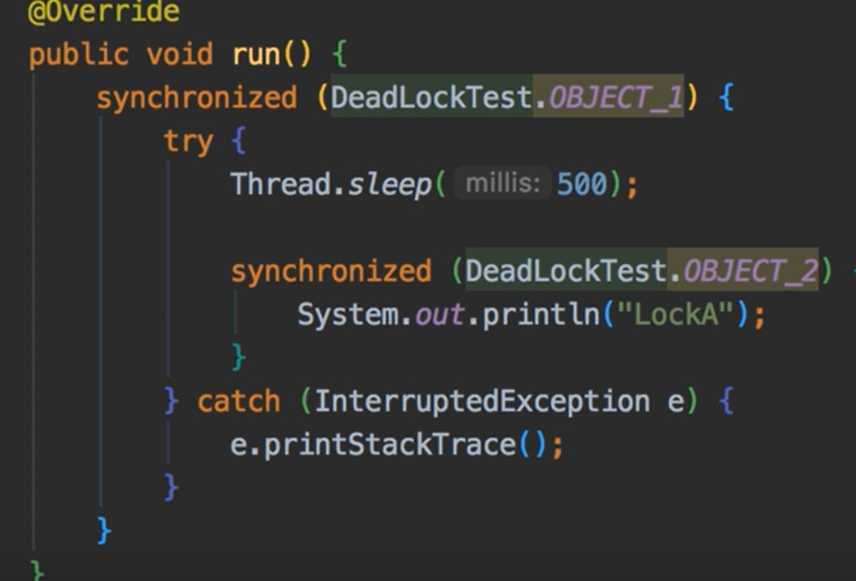 @Override
public void run() {
synchronized (DeadLockTest.OBJECT_1) {
try {
Thread.sleep( millis: 500);
synchronized (DeadLockTest.OBJECT_2) {
System.out.println("LockA");
}
} catch (InterruptedException e) {
e.printStackTrace();
}
}
}